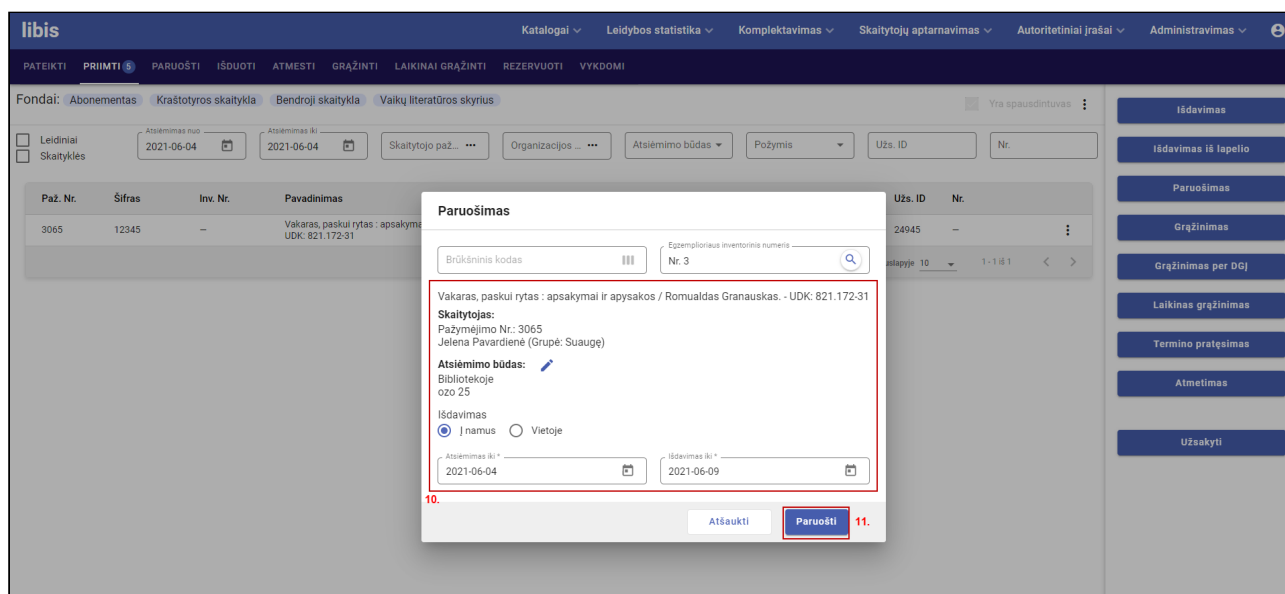 libis
Katalogai Leidybos statistika Komplektavimas Skaitytojų aptarnavimas Autoritetiniai įrašai Administravimas
PATEIKTI PRIIMTI 5 PARUOŠTI IŠDUOTI ATMESTI GRĄŽINTI LAIKINAI GRĄŽINTI REZERVUOTI VYKDOMI
Fondai: Abonementas Kraštotyros skaitykla Bendroji skaitykla Vaikų literatūros skyrius
Yra spausdintuvas
Leidiniai
Skaityklės
Atsiėmimo nuo
2021-06-04
Atsiėmimas iki
2021-06-04
Skaitytojo paž... ···
Organizacijos ... ···
Atsiėmimo būdas
Požymis
Užs. ID
Nr.
Paž. Nr. Šifras Inv. Nr. Pavadinimas Užs. ID Nr.
3065 12345 – Vakaras, paskui rytas : apsakyma 24945 –
UDK: 821.172-31
10 1-1 iš 1
Paruošimas
Brūkšninis kodas
Egzemplioriaus inventorinis numeris
Nr. 3
Vakaras, paskui rytas : apsakymai ir apysakos / Romualdas Granauskas. - UDK: 821.172-31
Skaitytojas:
Pažymėjimo Nr.: 3065
Jelena Pavardienė (Grupė: Suaugę)
Atsiėmimo būdas:
Bibliotekoje
ozo 25
Išdavimas
Į namus Vietoje
Atsiėmimas iki *
2021-06-04
Išdavimas iki *
2021-06-09
10.
Atšaukti
Paruošti
11.
Išdavimas
Išdavimas iš lapelio
Paruošimas
Grąžinimas
Grąžinimas per DGĮ
Laikinas grąžinimas
Termino pratęsimas
Atmetimas
Užsakyti